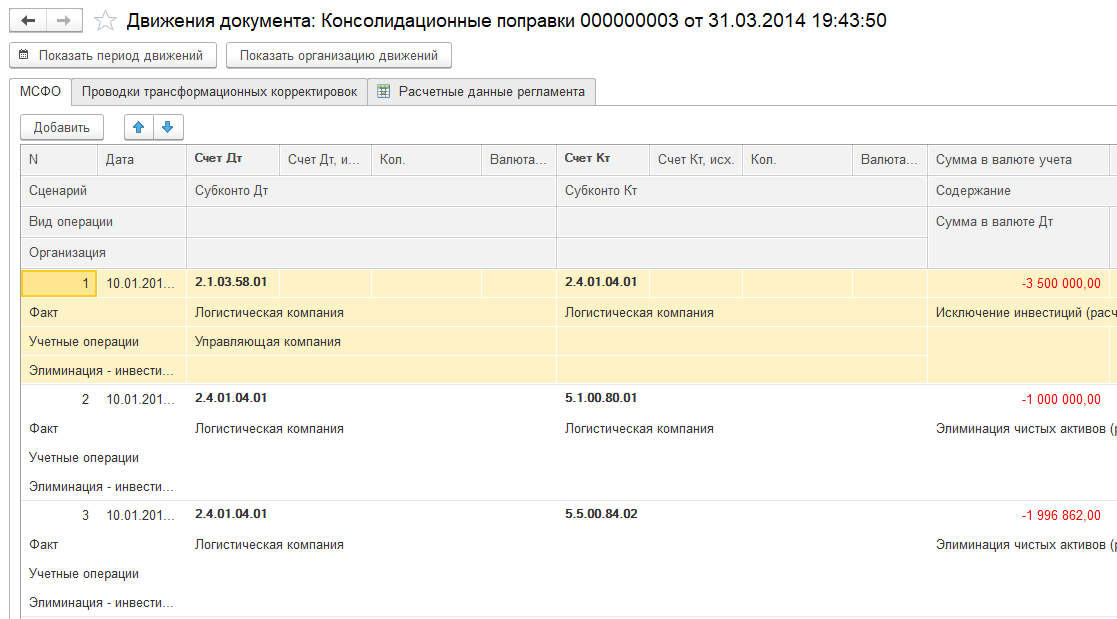 Движения документа: Консолидационные поправки 000000003 от 31.03.2014 19:43:50
Показать период движений Показать организацию движений
МСФО Проводки трансформационных корректировок Расчетные данные регламента
Добавить
N Дата Счет Дт Счет Дт, и... Кол. Валюта... Счет Кт Счет Кт, исх. Кол. Валюта... Сумма в валюте учета
Сценарий Субконто Дт Субконто Кт Содержание
Вид операции Сумма в валюте Дт
Организация
1 10.01.201... 2.1.03.58.01 2.4.01.04.01 -3 500 000,00
Факт Логистическая компания Логистическая компания Исключение инвестиций (расч
Учетные операции Управляющая компания
Элиминация - инвести...
2 10.01.201... 2.4.01.04.01 5.1.00.80.01 -1 000 000,00
Факт Логистическая компания Логистическая компания Элиминация чистых активов (р
Учетные операции
Элиминация - инвести...
3 10.01.201... 2.4.01.04.01 5.5.00.84.02 -1 996 862,00
Факт Логистическая компания Элиминация чистых активов (р
Учетные операции
Элиминация - инвести...